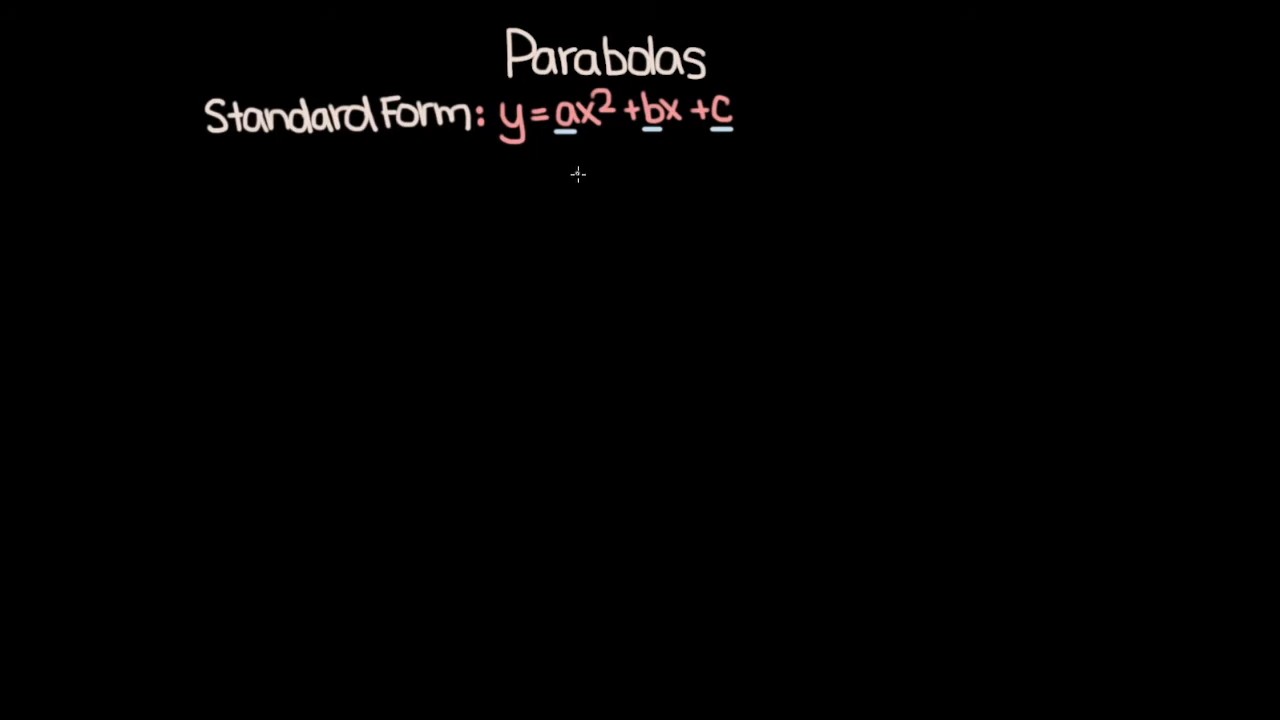 Parabolas
Standard Form: y = ax² + bx + c